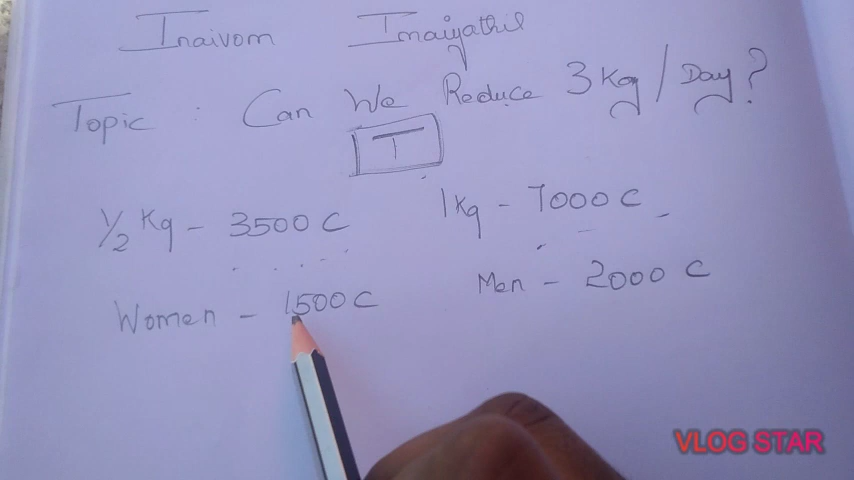 Inaivom Imaiyathil
Topic : Can We Reduce 3 Kg / Day?
T
1/2 Kg - 3500 C 1 Kg - 7000 C
Women - 1500 C Men - 2000 C
VLOG STAR